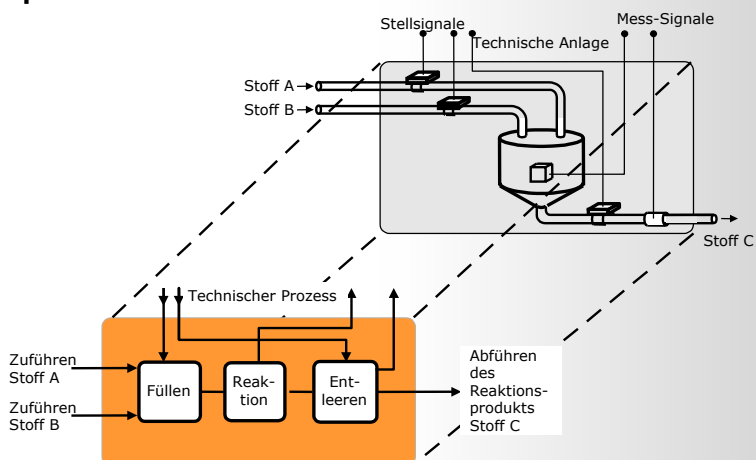 Stellsignale
Mess-Signale
Technische Anlage
Stoff A
Stoff B
Stoff C
Technischer Prozess
Zuführen
Stoff A
Zuführen
Stoff B
Füllen
Reak-
tion
Ent-
leeren
Abführen
des
Reaktions-
produkts
Stoff C